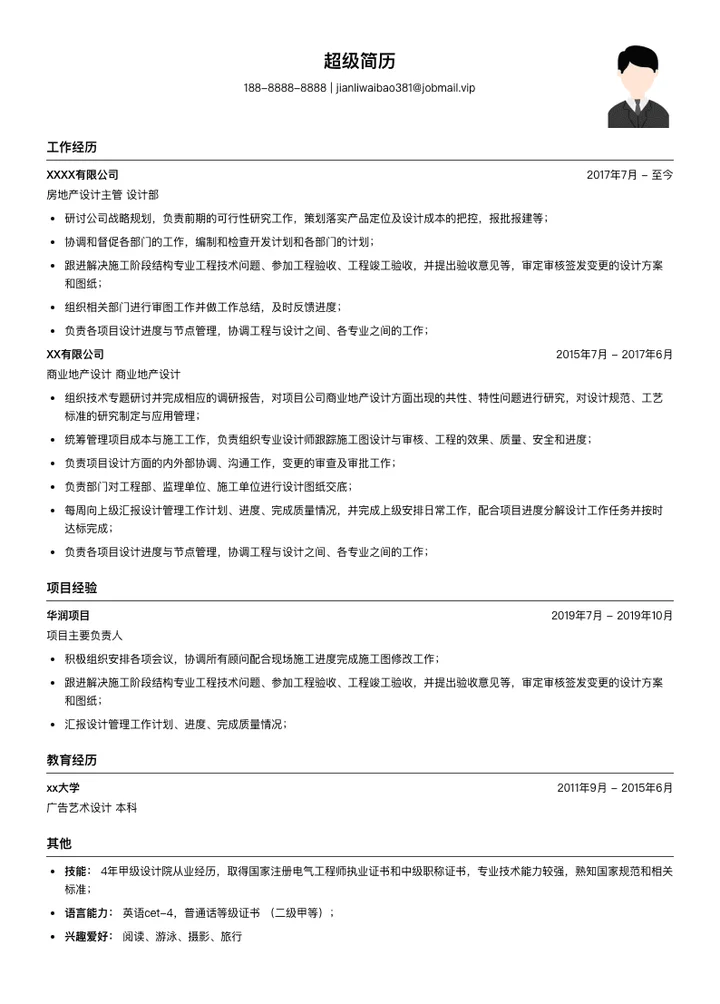 超级简历
188-8888-8888 | jianliwaibao381@jobmail.vip
工作经历
XXXX有限公司 2017年7月 – 至今
房地产设计主管 设计部
• 研讨公司战略规划，负责前期的可行性研究工作，策划落实产品定位及设计成本的把控，报批报建等；
• 协调和督促各部门的工作，编制和检查开发计划和各部门的计划；
• 跟进解决施工阶段结构专业工程技术问题、参加工程验收、工程竣工验收，并提出验收意见等，审定审核签发变更的设计方案
和图纸；
• 组织相关部门进行审图工作并做工作总结，及时反馈进度；
• 负责各项目设计进度与节点管理，协调工程与设计之间、各专业之间的工作；
XX有限公司 2015年7月 – 2017年6月
商业地产设计 商业地产设计
• 组织技术专题研讨并完成相应的调研报告，对项目公司商业地产设计方面出现的共性、特性问题进行研究，对设计规范、工艺
标准的研究制定与应用管理；
• 统筹管理项目成本与施工工作，负责组织专业设计师跟踪施工图设计与审核、工程的效果、质量、安全和进度；
• 负责项目设计方面的内外部协调、沟通工作，变更的审查及审批工作；
• 负责部门对工程部、监理单位、施工单位进行设计图纸交底；
• 每周向上级汇报设计管理工作计划、进度、完成质量情况，并完成上级安排日常工作，配合项目进度分解设计工作任务并按时
达标完成；
• 负责各项目设计进度与节点管理，协调工程与设计之间、各专业之间的工作；
项目经验
华润项目 2019年7月 – 2019年10月
项目主要负责人
• 积极组织安排各项会议，协调所有顾问配合现场施工进度完成施工图修改工作；
• 跟进解决施工阶段结构专业工程技术问题、参加工程验收、工程竣工验收，并提出验收意见等，审定审核签发变更的设计方案
和图纸；
• 汇报设计管理工作计划、进度、完成质量情况；
教育经历
xx大学 2011年9月 – 2015年6月
广告艺术设计 本科
其他
• 技能： 4年甲级设计院从业经历，取得国家注册电气工程师执业证书和中级职称证书，专业技术能力较强，熟知国家规范和相关
标准；
• 语言能力： 英语cet-4，普通话等级证书 （二级甲等）；
• 兴趣爱好： 阅读、游泳、摄影、旅行